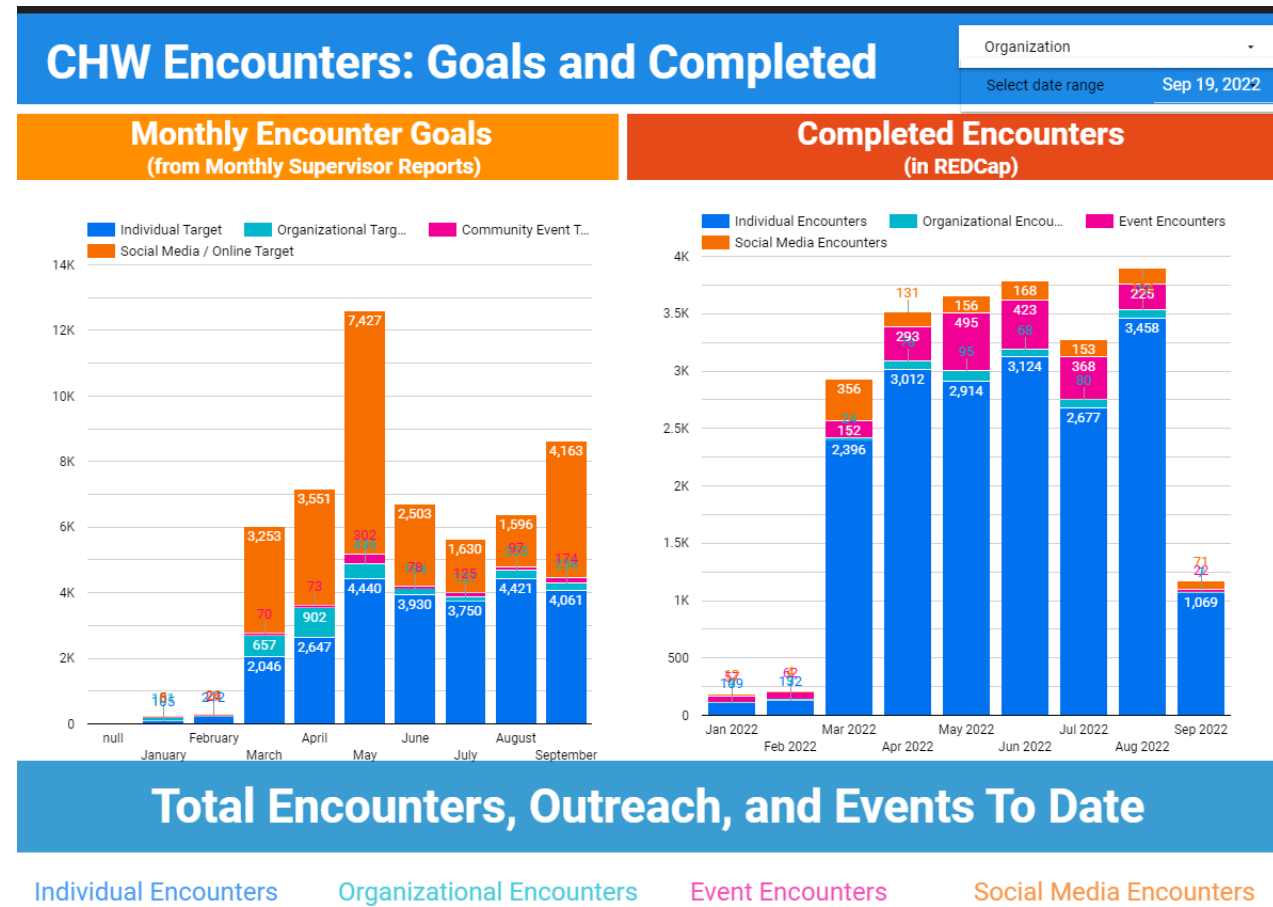 CHW Encounters: Goals and Completed
Organization
Select date range
Sep 19, 2022
Monthly Encounter Goals
(from Monthly Supervisor Reports)
Completed Encounters
(in REDCap)
Individual Target
Organizational Targ...
Community Event T...
Social Media / Online Target
14K
12K
10K
8K
6K
4K
2K
0
3,253
70
657
2,046
3,551
73
902
2,647
7,427
302
436
4,440
2,503
78
3,930
1,630
125
3,750
1,596
97
4,421
4,163
174
4,061
null
February
April
June
August
January
March
May
July
September
Individual Encounters
Organizational Encou...
Event Encounters
Social Media Encounters
4K
3.5K
3K
2.5K
2K
1.5K
1K
500
0
62
356
152
2,396
131
293
3,012
156
495
95
2,914
168
423
68
3,124
153
368
80
2,677
225
3,458
71
22
1,069
Jan 2022
Mar 2022
May 2022
Jul 2022
Sep 2022
Feb 2022
Apr 2022
Jun 2022
Aug 2022
Total Encounters, Outreach, and Events To Date
Individual Encounters
Organizational Encounters
Event Encounters
Social Media Encounters